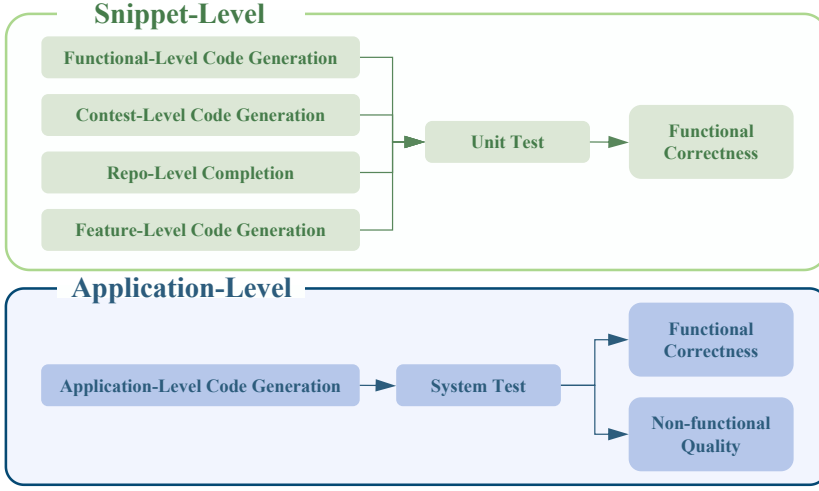 Snippet-Level
Functional-Level Code Generation
Contest-Level Code Generation
Repo-Level Completion
Feature-Level Code Generation
Unit Test
Functional
Correctness
Application-Level
Application-Level Code Generation
System Test
Functional
Correctness
Non-functional
Quality